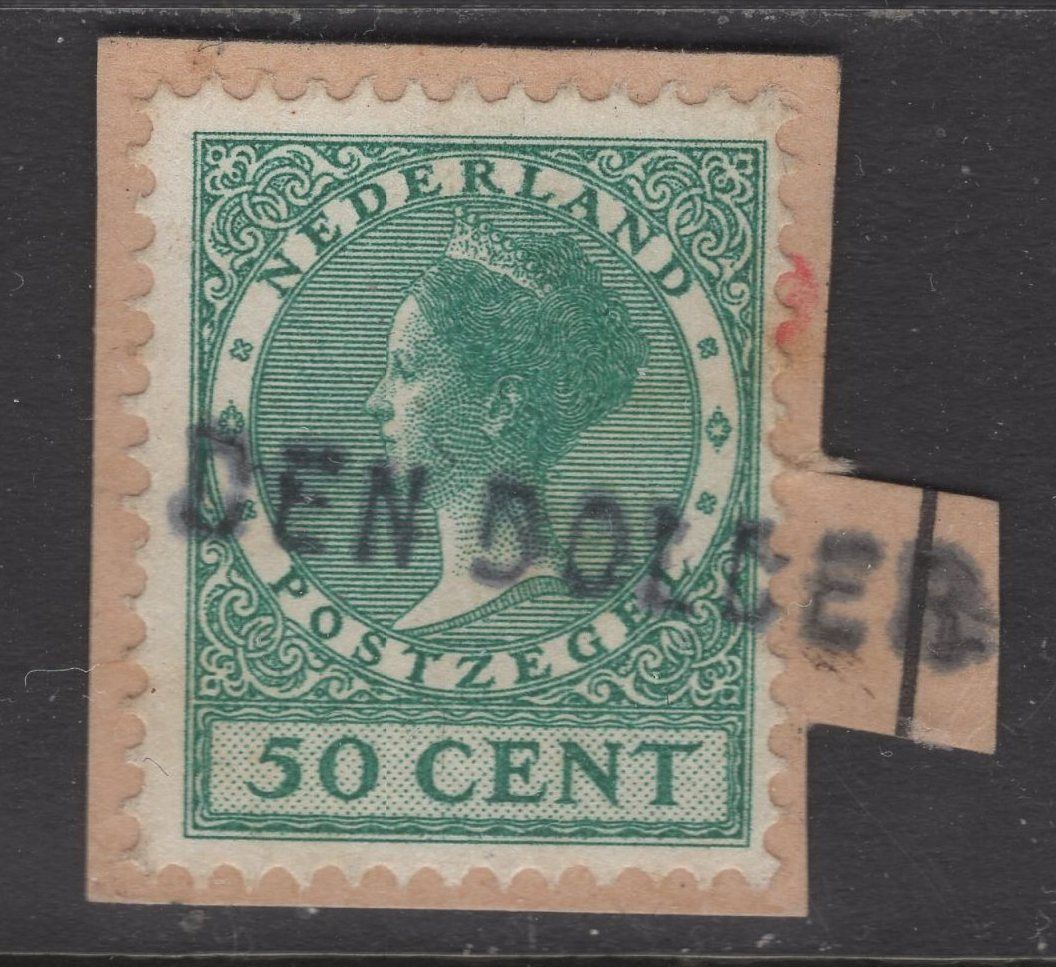 NEDERLAND
DEN DOLDER
POSTZEGEL
50 CENT